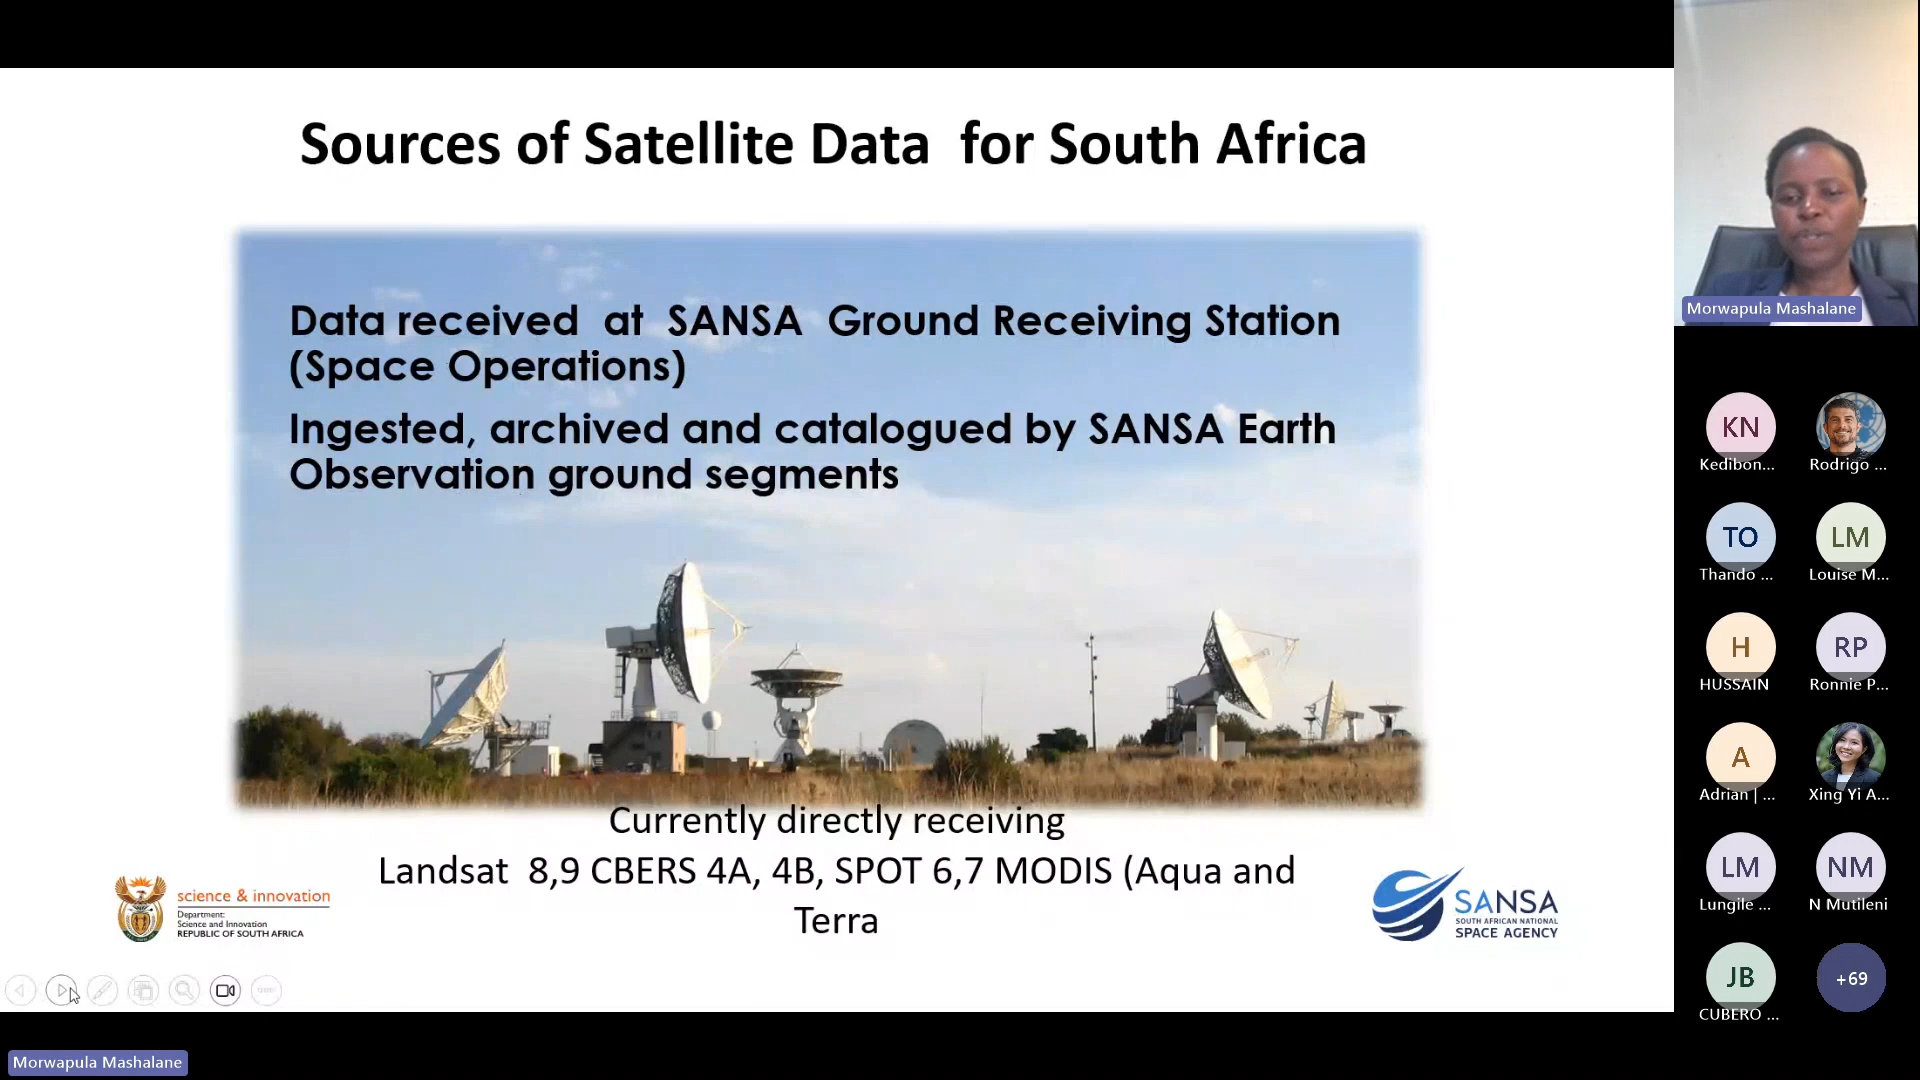 Sources of Satellite Data  for South Africa
Data received  at  SANSA  Ground Receiving Station
(Space Operations)
Ingested, archived and catalogued by SANSA Earth
Observation ground segments
Currently directly receiving
Landsat  8,9 CBERS 4A, 4B, SPOT 6,7 MODIS (Aqua and
Terra
science & innovation
Department:
Science and Innovation
REPUBLIC OF SOUTH AFRICA
SANSA
SOUTH AFRICAN NATIONAL
SPACE AGENCY
Morwapula Mashalane
Morwapula Mashalane
KN
Kedibon...
Rodrigo ...
TO
Thando ...
LM
Louise M...
H
HUSSAIN
RP
Ronnie P...
A
Adrian | ...
Xing Yi A...
LM
Lungile ...
NM
N Mutileni
JB
CUBERO ...
+69